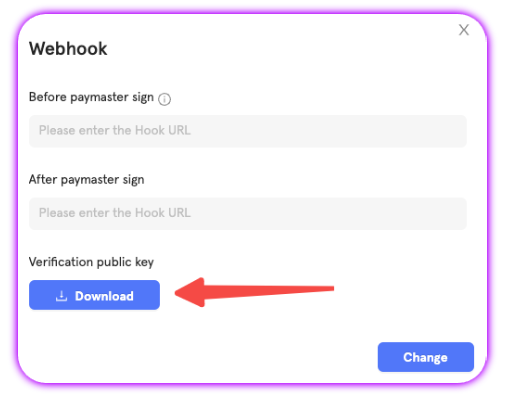 Webhook
Before paymaster sign
Please enter the Hook URL
After paymaster sign
Please enter the Hook URL
Verification public key
Download
Change